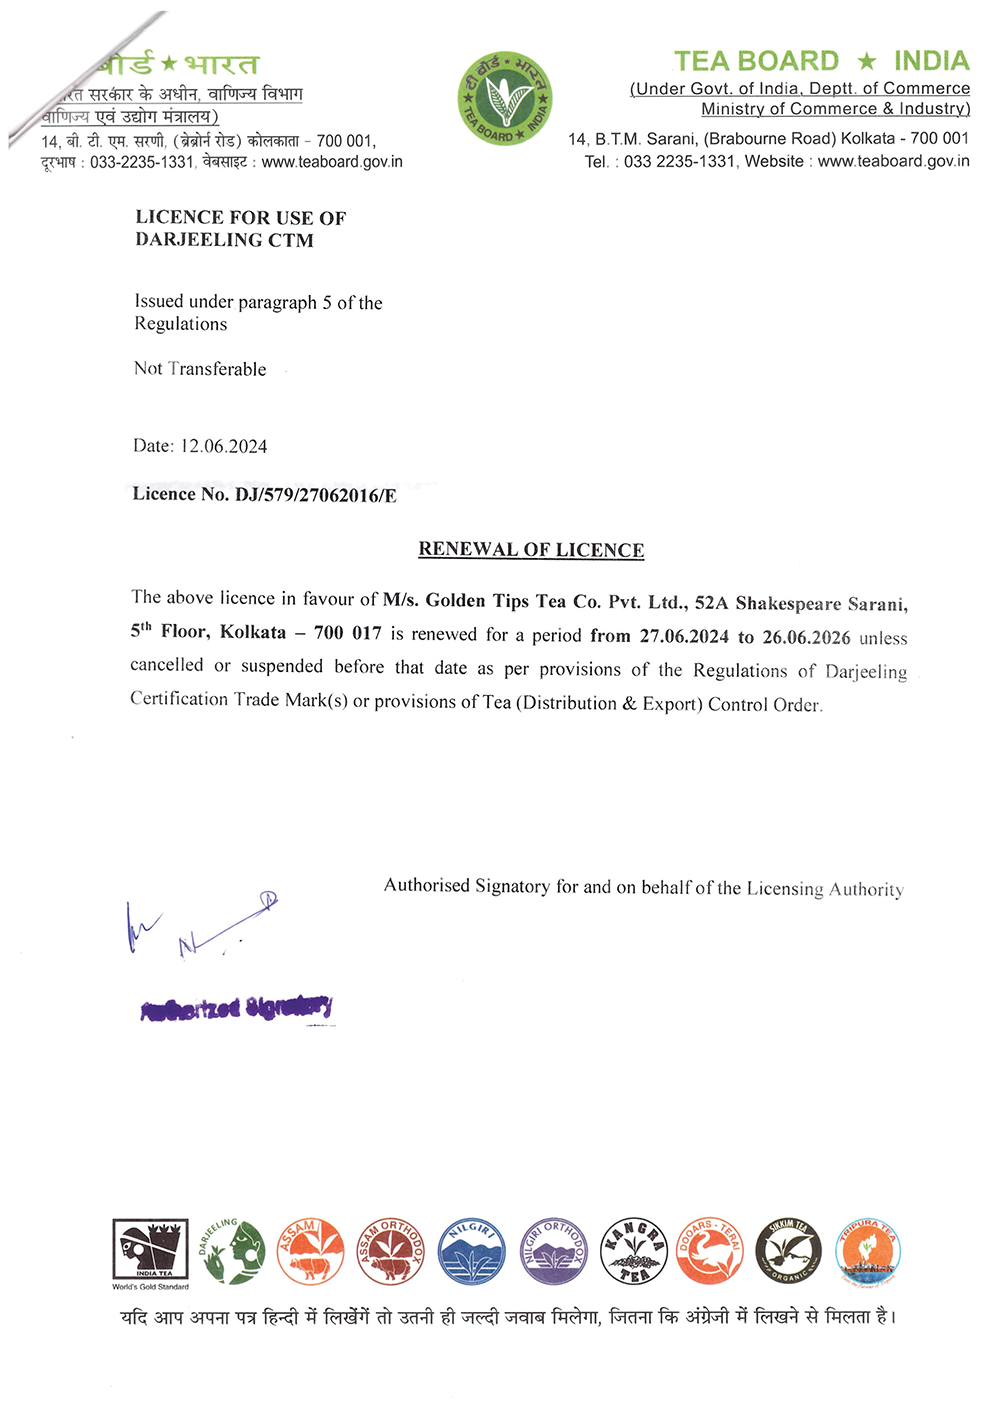 बोर्ड ★ भारत
सरकार के अधीन, वाणिज्य विभाग
वाणिज्य एवं उद्योग मंत्रालय)
14, बी. टी. एम. सरणी, (ब्रेबोर्न रोड) कोलकाता - 700 001,
दूरभाष : 033-2235-1331, वेबसाइट : www.teaboard.gov.in
टी बोर्ड ★ भारत
★ TEA BOARD ★ INDIA
TEA BOARD ★ INDIA
(Under Govt. of India, Deptt. of Commerce
Ministry of Commerce & Industry)
14, B.T.M. Sarani, (Brabourne Road) Kolkata - 700 001
Tel. : 033 2235-1331, Website : www.teaboard.gov.in
LICENCE FOR USE OF
DARJEELING CTM
Issued under paragraph 5 of the
Regulations
Not Transferable
Date: 12.06.2024
Licence No. DJ/579/27062016/E
RENEWAL OF LICENCE
The above licence in favour of M/s. Golden Tips Tea Co. Pvt. Ltd., 52A Shakespeare Sarani,
5th Floor, Kolkata – 700 017 is renewed for a period from 27.06.2024 to 26.06.2026 unless
cancelled or suspended before that date as per provisions of the Regulations of Darjeeling
Certification Trade Mark(s) or provisions of Tea (Distribution & Export) Control Order.
Authorised Signatory for and on behalf of the Licensing Authority
Authorized Signatory
INDIA TEA
World's Gold Standard
DARJEELING
ASSAM
ASSAM ORTHODOX
NILGIRI
NILGIRI ORTHODOX
KANGRA
TEA
DOOARS - TERAI
SIKKIM TEA
ORGANIC
TRIPURA TEA
यदि आप अपना पत्र हिन्दी में लिखेंगें तो उतनी ही जल्दी जवाब मिलेगा, जितना कि अंग्रेजी में लिखने से मिलता है।